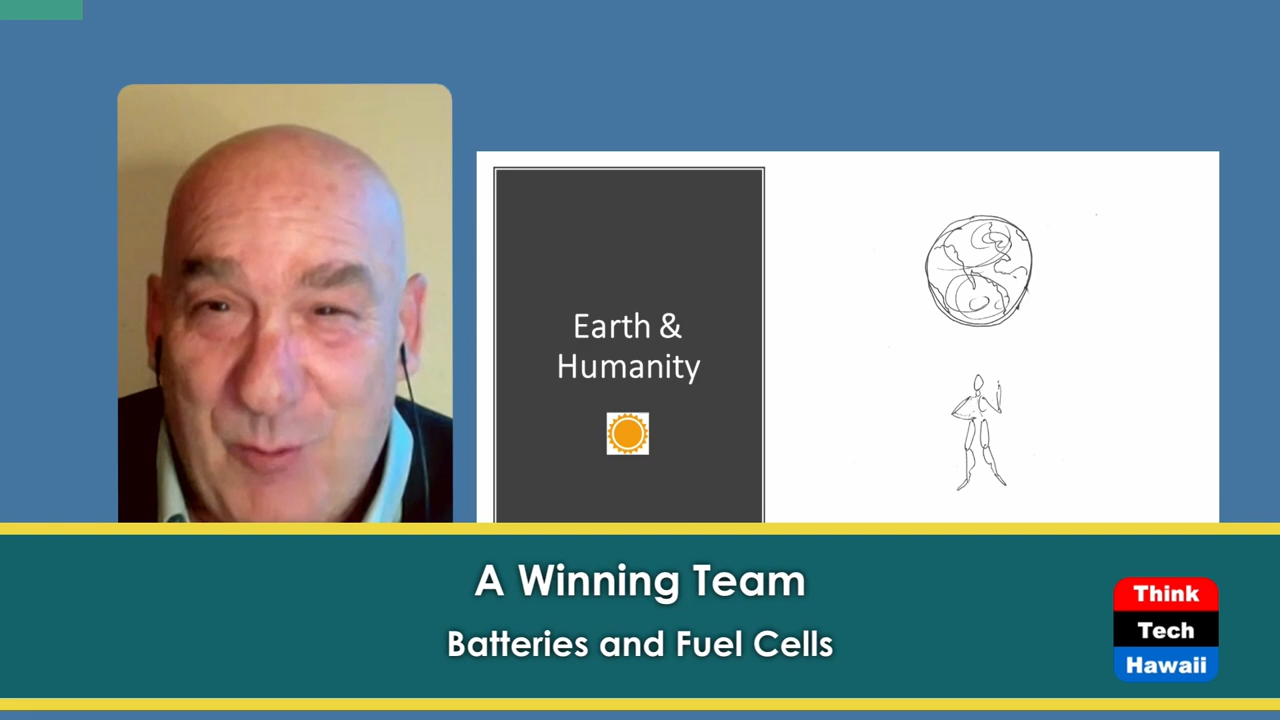 Earth &
Humanity
A Winning Team
Batteries and Fuel Cells
Think
Tech
Hawaii